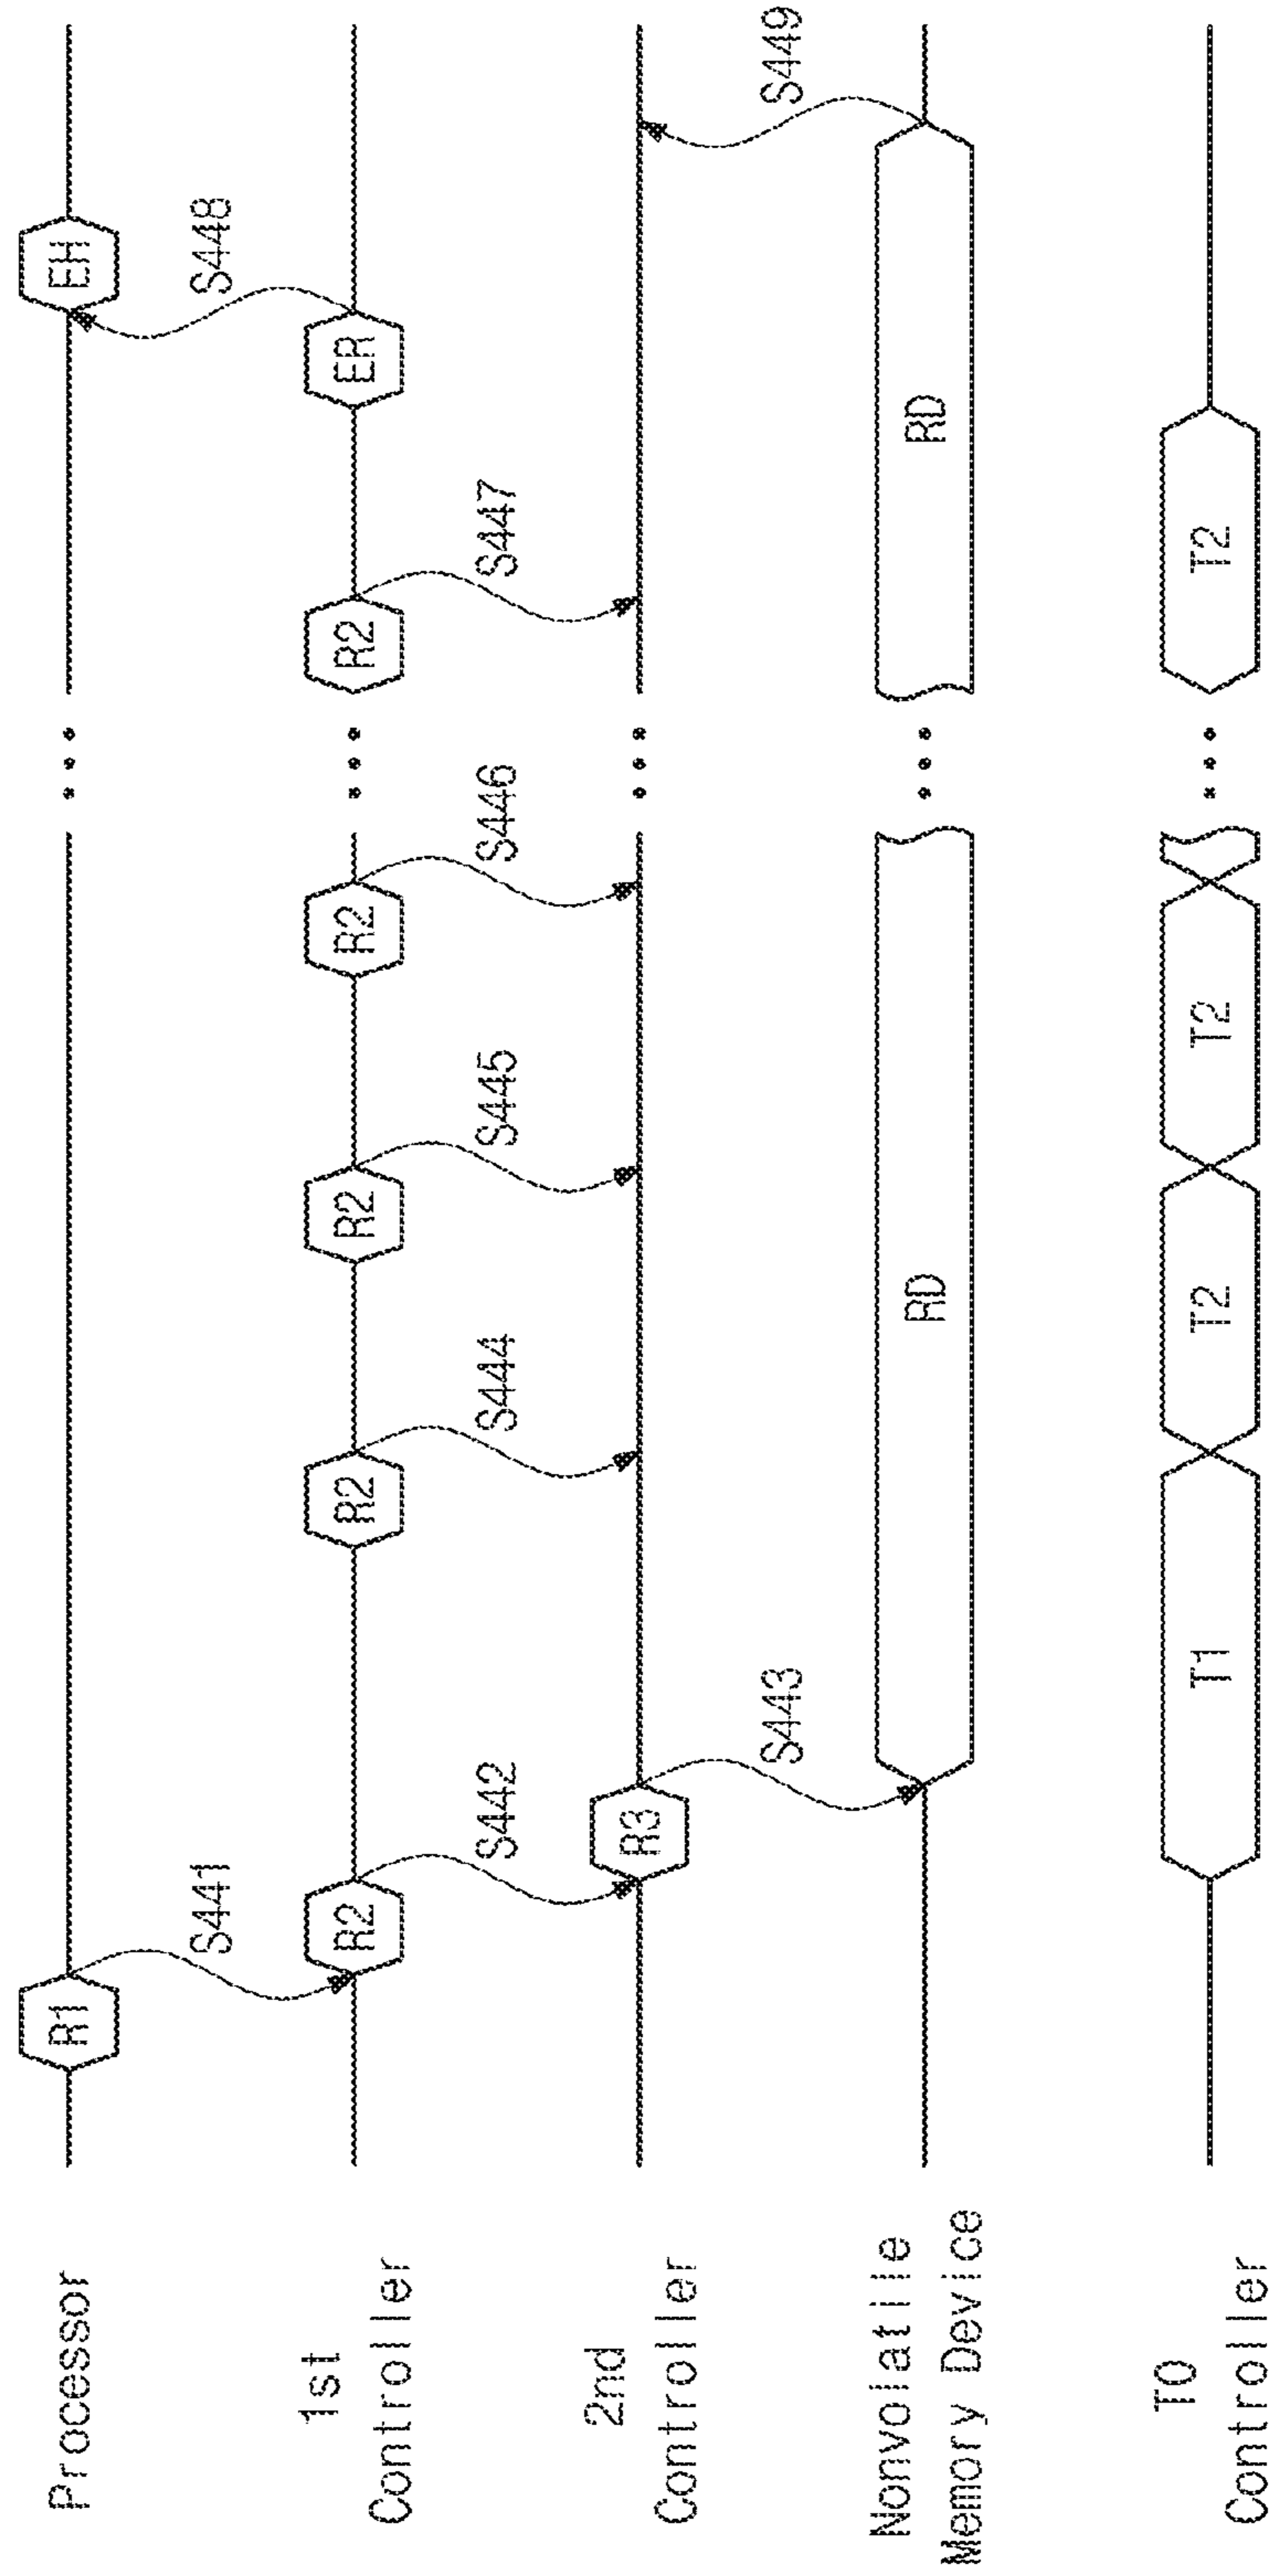 Processor
R1
EH
S441
S448
1st
Controller
R2
R2
R2
R2
R2
ER
S442
S444
S445
S446
S447
2nd
Controller
R3
S443
S449
Nonvolatile
Memory Device
RD
RD
TO
Controller
T1
T2
T2
T2